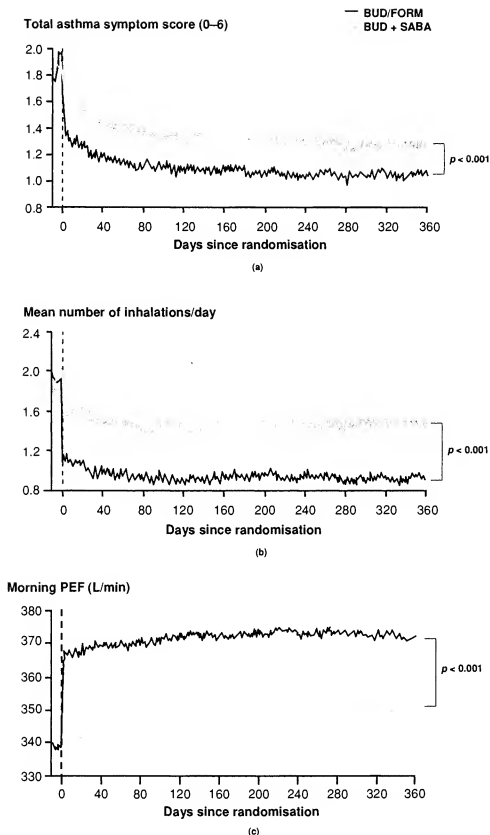 BUD/FORM
BUD + SABA
Total asthma symptom score (0–6)
2.0
1.8
1.6
1.4
1.2
1.0
0.8
0 40 80 120 160 200 240 280 320 360
p < 0.001
Days since randomisation
(a)
Mean number of inhalations/day
2.4
2.0
1.6
1.2
0.8
0 40 80 120 160 200 240 280 320 360
p < 0.001
Days since randomisation
(b)
Morning PEF (L/min)
380
370
360
350
340
330
0 40 80 120 160 200 240 280 320 360
p < 0.001
Days since randomisation
(c)